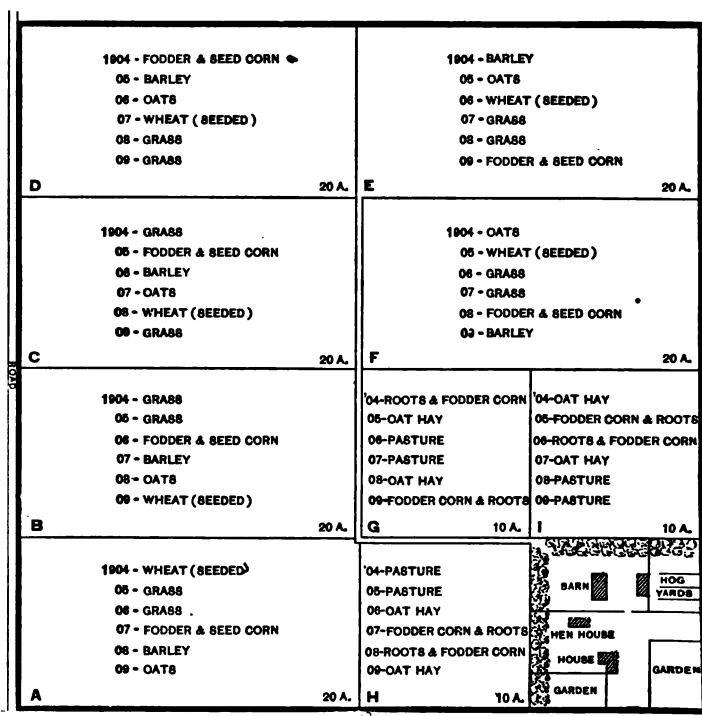 1904 - FODDER & SEED CORN
05 - BARLEY
06 - OATS
07 - WHEAT (SEEDED)
08 - GRASS
09 - GRASS
D 20 A.
1904 - BARLEY
05 - OATS
06 - WHEAT (SEEDED)
07 - GRASS
08 - GRASS
09 - FODDER & SEED CORN
E 20 A.
1904 - GRASS
05 - FODDER & SEED CORN
06 - BARLEY
07 - OATS
08 - WHEAT (SEEDED)
09 - GRASS
C 20 A.
1904 - OATS
05 - WHEAT (SEEDED)
06 - GRASS
07 - GRASS
08 - FODDER & SEED CORN
09 - BARLEY
F 20 A.
ROAD
1904 - GRASS
05 - GRASS
06 - FODDER & SEED CORN
07 - BARLEY
08 - OATS
09 - WHEAT (SEEDED)
B 20 A.
'04-ROOTS & FODDER CORN
05-OAT HAY
06-PASTURE
07-PASTURE
08-OAT HAY
09-FODDER CORN & ROOTS
G 10 A.
'04-OAT HAY
05-FODDER CORN & ROOTS
06-ROOTS & FODDER CORN
07-OAT HAY
08-PASTURE
09-PASTURE
I 10 A.
1904 - WHEAT (SEEDED)
05 - GRASS
06 - GRASS
07 - FODDER & SEED CORN
08 - BARLEY
09 - OATS
A 20 A.
'04-PASTURE
05-PASTURE
06-OAT HAY
07-FODDER CORN & ROOTS
08-ROOTS & FODDER CORN
09-OAT HAY
H 10 A.
BARN
HOG
YARDS
HEN HOUSE
HOUSE
GARDEN
GARDEN